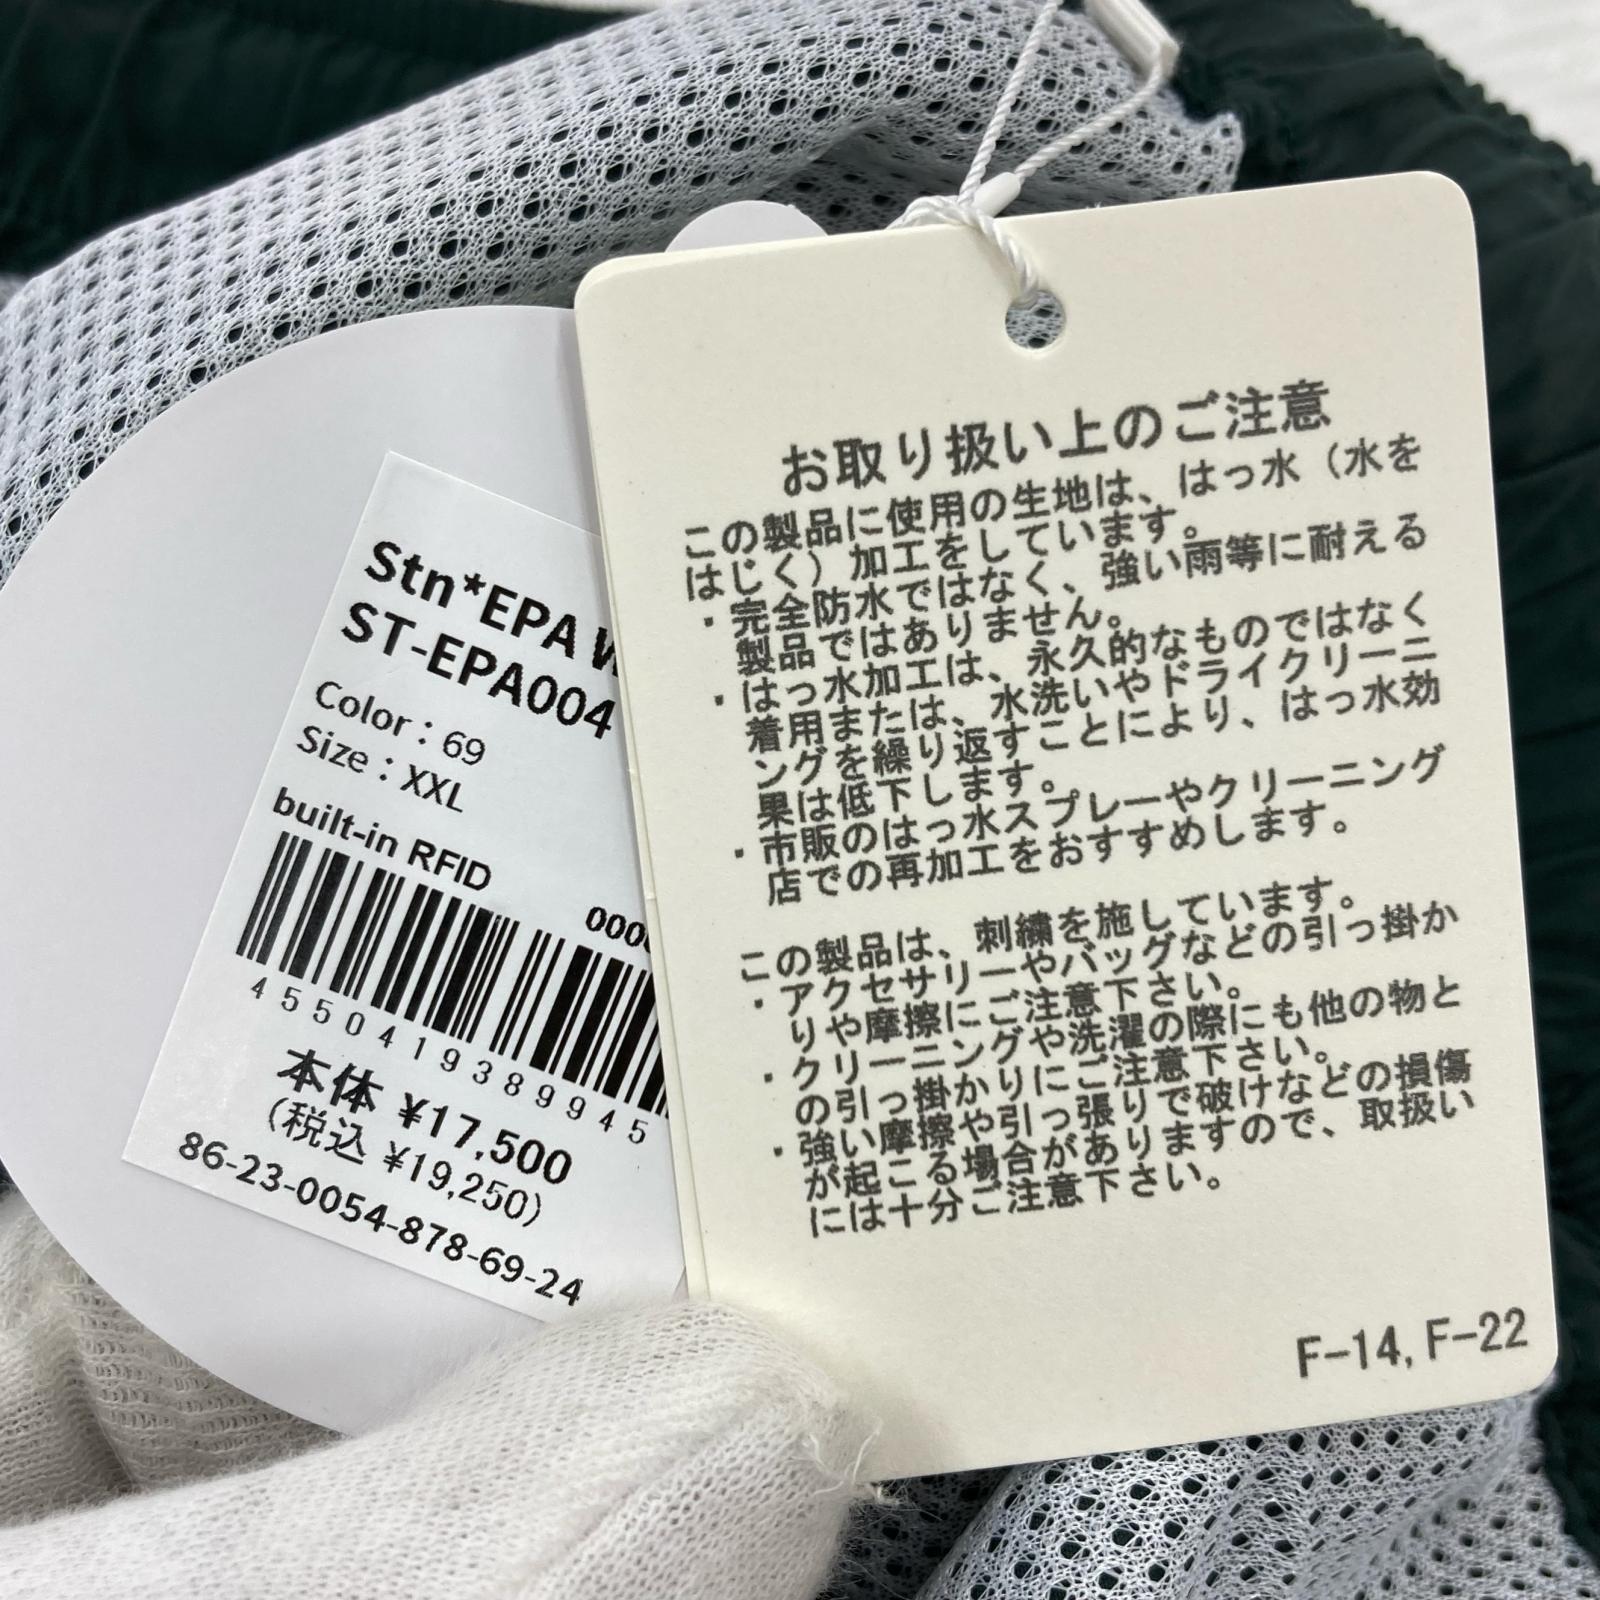 Stn*EPA
ST-EPA004
Color : 69
Size : XXL
built-in RFID
000
4550419389945
本体 ¥17,500
(税込 ¥19,250)
86-23-0054-878-69-24
お取り扱い上のご注意
この製品に使用の生地は、はっ水（水を
はじく）加工をしています。
・完全防水ではなく、強い雨等に耐える
製品ではありません。
・はっ水加工は、永久的なものではなく
着用または、水洗いやドライクリーニ
ングを繰り返すことにより、はっ水効
果は低下します。
・市販のはっ水スプレーやクリーニング
店での再加工をおすすめします。
この製品は、刺繍を施しています。
・アクセサリーやバッグなどの引っ掛か
りや摩擦にご注意下さい。
・クリーニングや洗濯の際にも他の物と
の引っ掛かりにご注意下さい。
・強い摩擦や引っ張りで破けなどの損傷
が起こる場合がありますので、取扱い
には十分ご注意下さい。
F-14, F-22